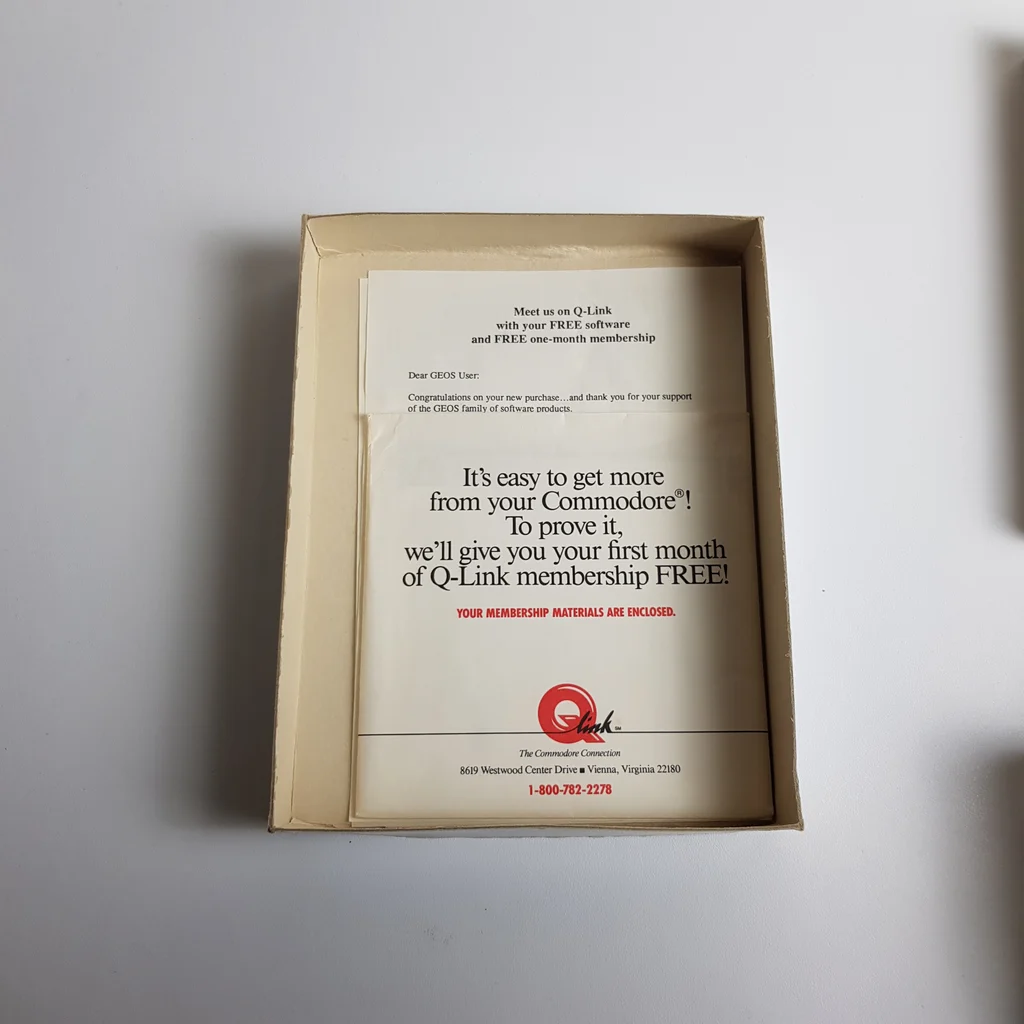 Meet us on Q-Link
with your FREE software
and FREE one-month membership
Dear GEOS User:
Congratulations on your new purchase...and thank you for your support
of the GEOS family of software products.
It's easy to get more
from your Commodore®!
To prove it,
we'll give you your first month
of Q-Link membership FREE!
YOUR MEMBERSHIP MATERIALS ARE ENCLOSED.
Qlink SM
The Commodore Connection
8619 Westwood Center Drive ■ Vienna, Virginia 22180
1-800-782-2278